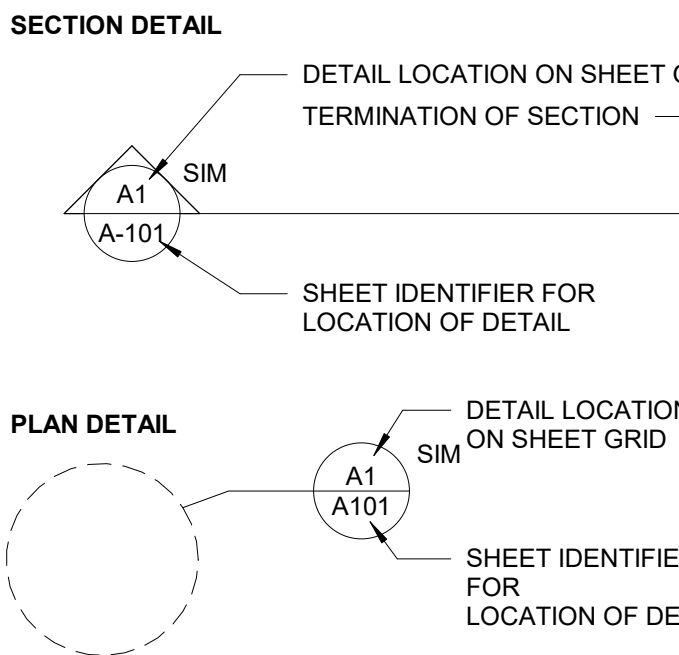 SECTION DETAIL
DETAIL LOCATION ON SHEET
TERMINATION OF SECTION
SIM
A1
A-101
SHEET IDENTIFIER FOR
LOCATION OF DETAIL
PLAN DETAIL
DETAIL LOCATION
ON SHEET GRID
SIM
A1
A101
SHEET IDENTIFIE
FOR
LOCATION OF DE